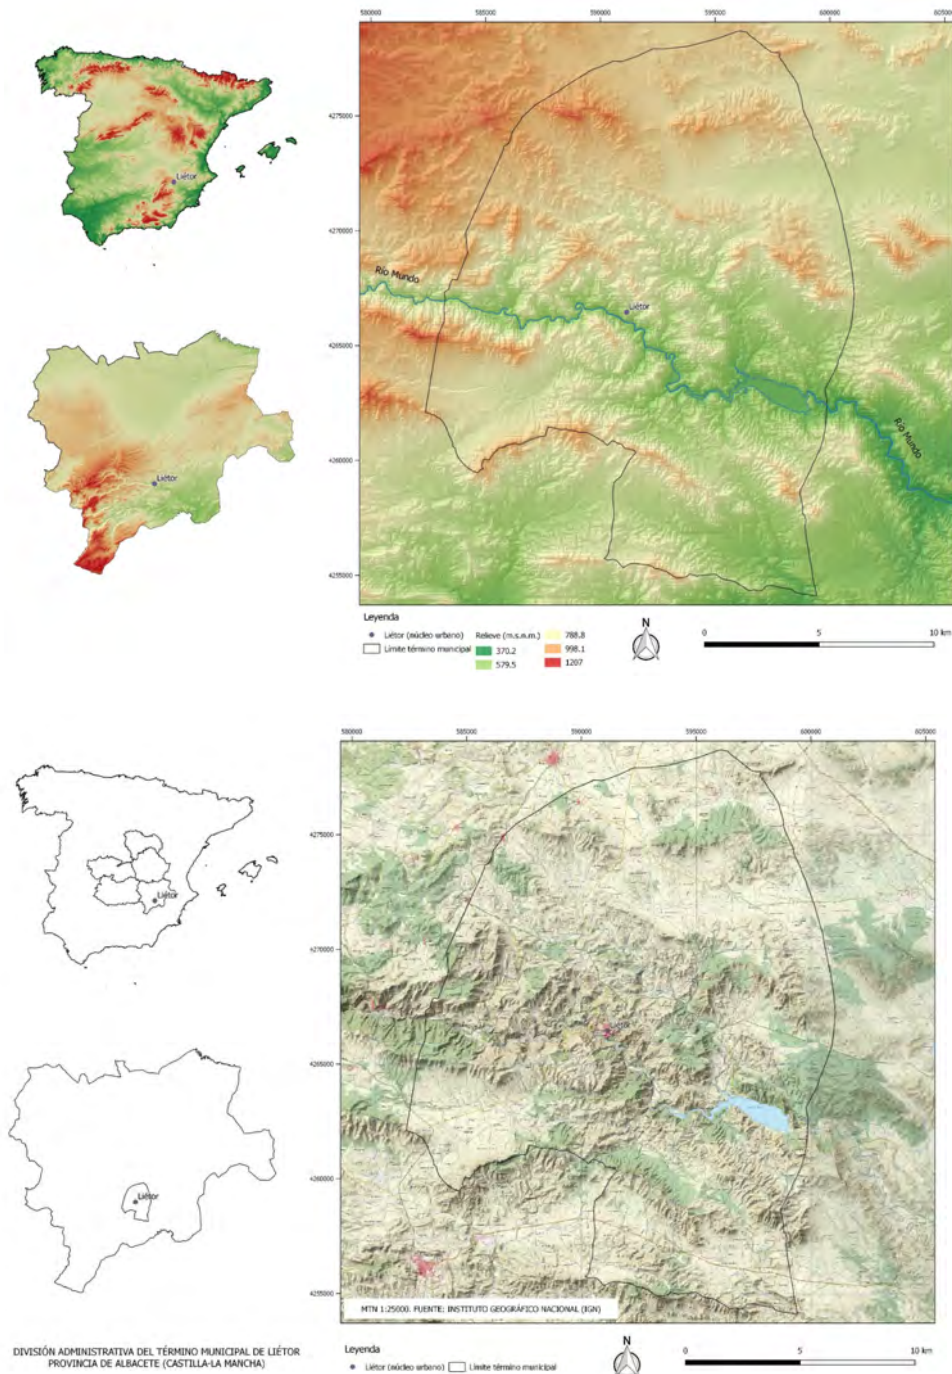 580000 585000 590000 595000 600000 605000
4275000
4270000
4265000
4260000
4255000
Liétor
Liétor
Río Mundo
Liétor
Río Mundo
Leyenda
Liétor (núcleo urbano)
Límite término municipal
Relieve (m.s.n.m.)
370.2
579.5
788.8
998.1
1207
N
0 5 10 km
580000 585000 590000 595000 600000 605000
4275000
4270000
4265000
4260000
4255000
Liétor
Liétor
MTN 1:25000. FUENTE: INSTITUTO GEOGRÁFICO NACIONAL (IGN)
DIVISIÓN ADMINISTRATIVA DEL TÉRMINO MUNICIPAL DE LIÉTOR
PROVINCIA DE ALBACETE (CASTILLA-LA MANCHA)
Leyenda
Liétor (núcleo urbano)
Límite término municipal
N
0 5 10 km